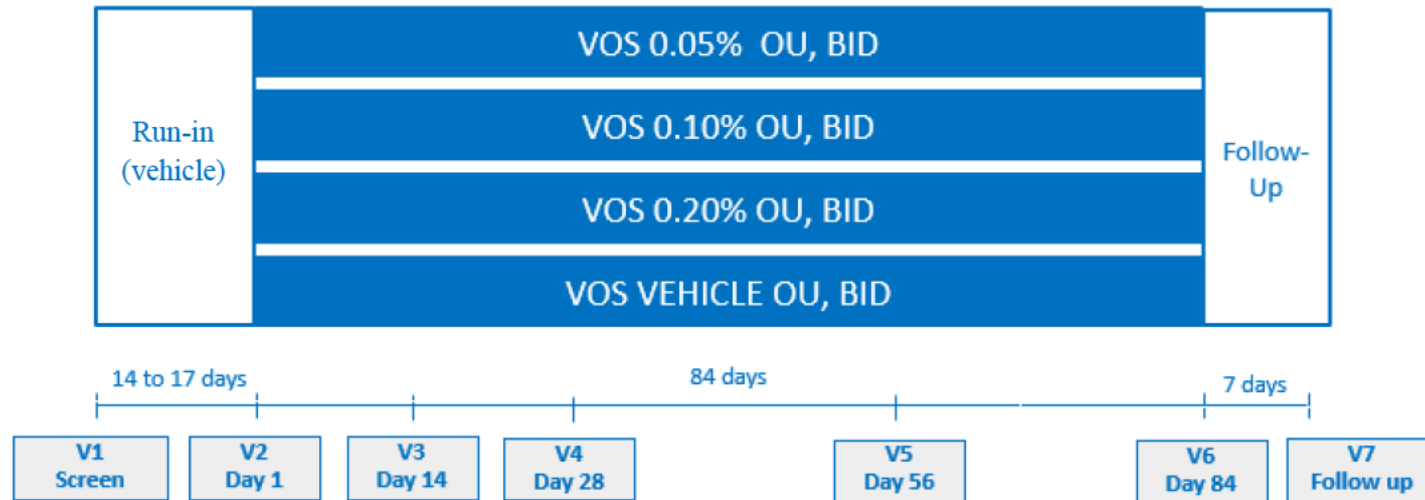 VOS 0.05%  OU, BID
VOS 0.10% OU, BID
VOS 0.20% OU, BID
VOS VEHICLE OU, BID
Run-in
(vehicle)
Follow-
Up
14 to 17 days
84 days
7 days
V1
Screen
V2
Day 1
V3
Day 14
V4
Day 28
V5
Day 56
V6
Day 84
V7
Follow up